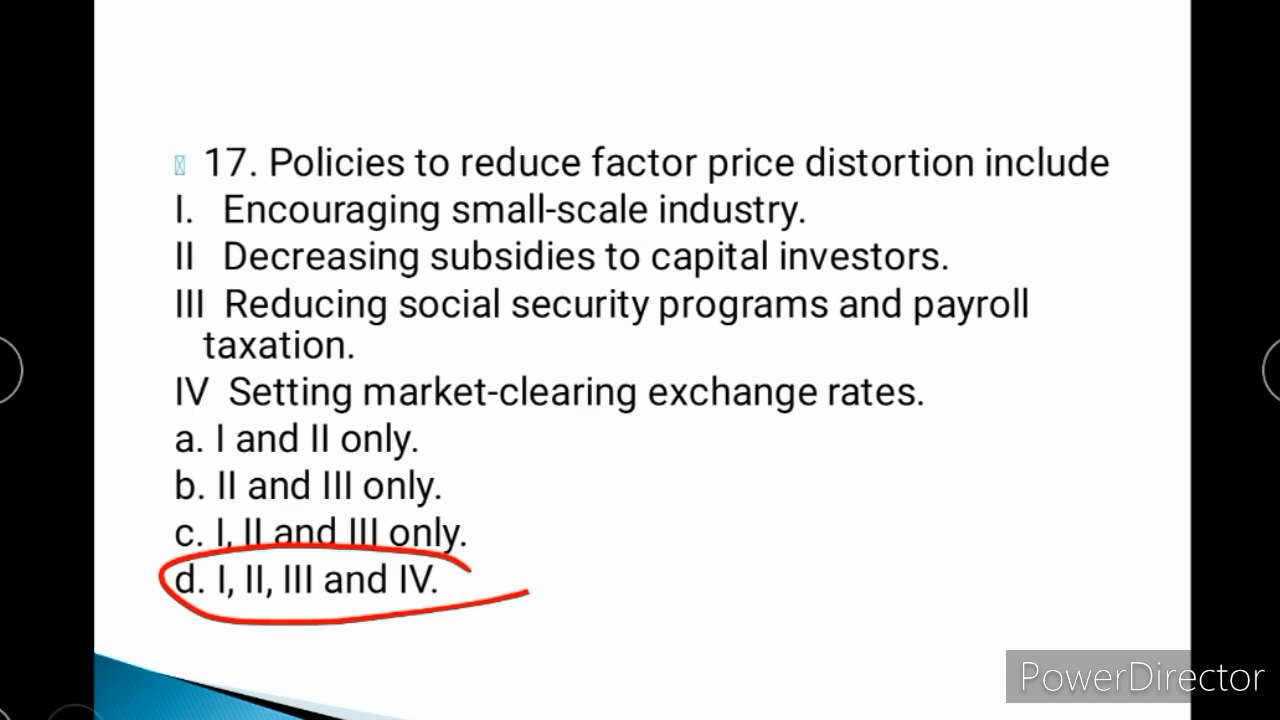 17. Policies to reduce factor price distortion include
I. Encouraging small-scale industry.
II Decreasing subsidies to capital investors.
III Reducing social security programs and payroll
taxation.
IV Setting market-clearing exchange rates.
a. I and II only.
b. II and III only.
c. I, II and III only.
d. I, II, III and IV.
PowerDirector